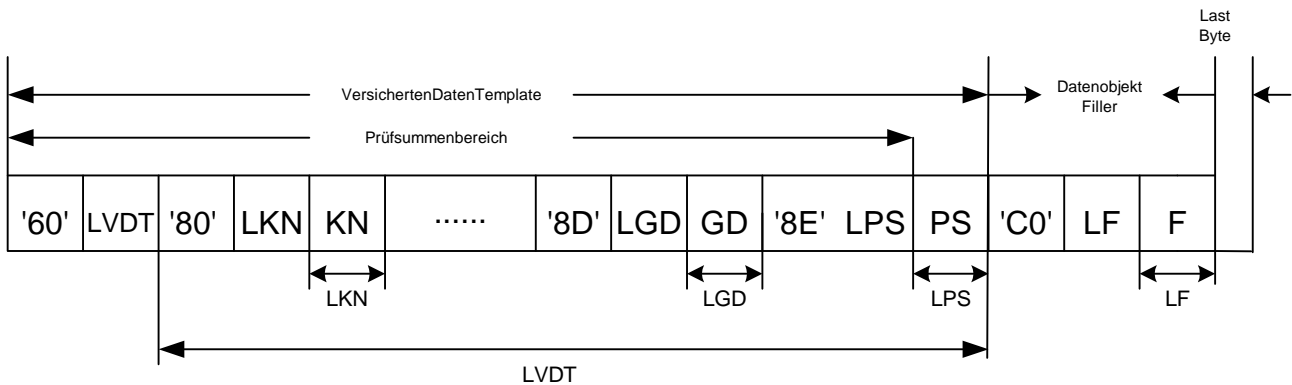 Last
Byte
VersichertenDatenTemplate
Datenobjekt
Filler
Prüfsummenbereich
'60' LVDT '80' LKN KN ...... '8D' LGD GD '8E' LPS PS 'C0' LF F
LKN LGD LPS LF
LVDT